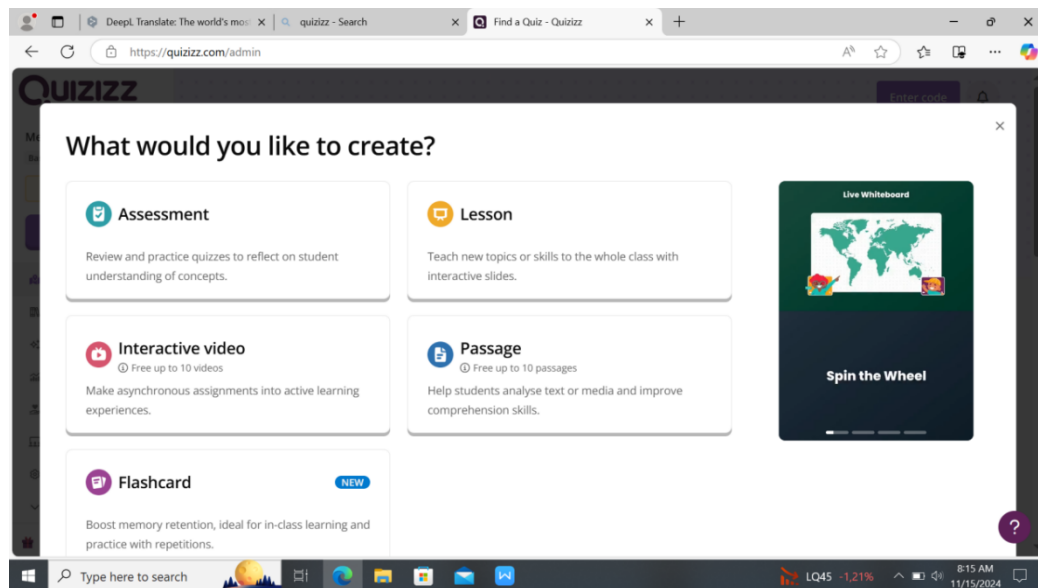 DeepL Translate: The world's mos
quizizz - Search
Find a Quiz - Quizizz
https://quizizz.com/admin
QUIZIZZ
Enter code
Me
Ba
What would you like to create?
Assessment
Review and practice quizzes to reflect on student
understanding of concepts.
Lesson
Teach new topics or skills to the whole class with
interactive slides.
Interactive video
Free up to 10 videos
Make asynchronous assignments into active learning
experiences.
Passage
Free up to 10 passages
Help students analyse text or media and improve
comprehension skills.
Flashcard
NEW
Boost memory retention, ideal for in-class learning and
practice with repetitions.
Live Whiteboard
Spin the Wheel
?
Type here to search
LQ45 -1,21%
8:15 AM
11/15/2024